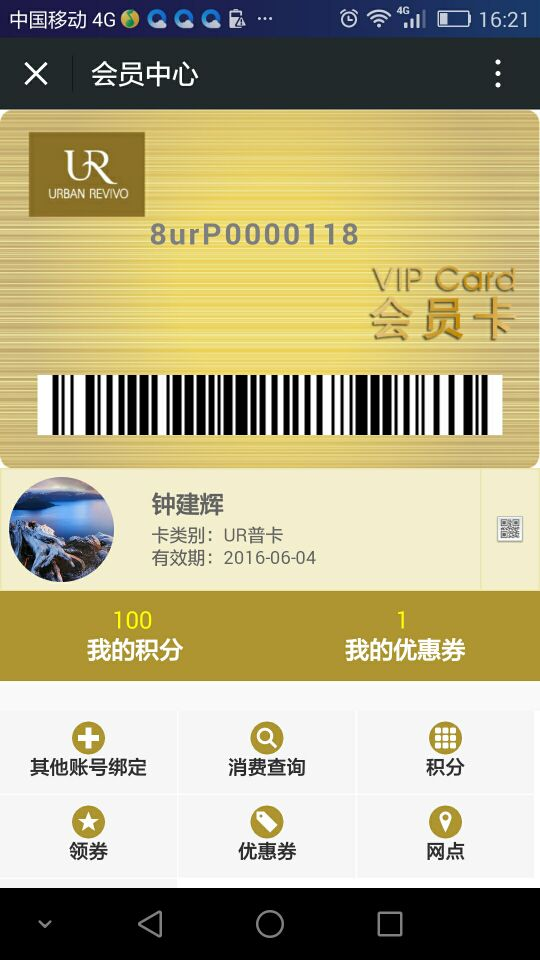 中国移动 4G
4G
16:21
会员中心
UR
URBAN REVIVO
8urP0000118
VIP Card
会员卡
钟建辉
卡类别：UR普卡
有效期：2016-06-04
100 1
我的积分 我的优惠券
其他账号绑定 消费查询 积分
领券 优惠券 网点